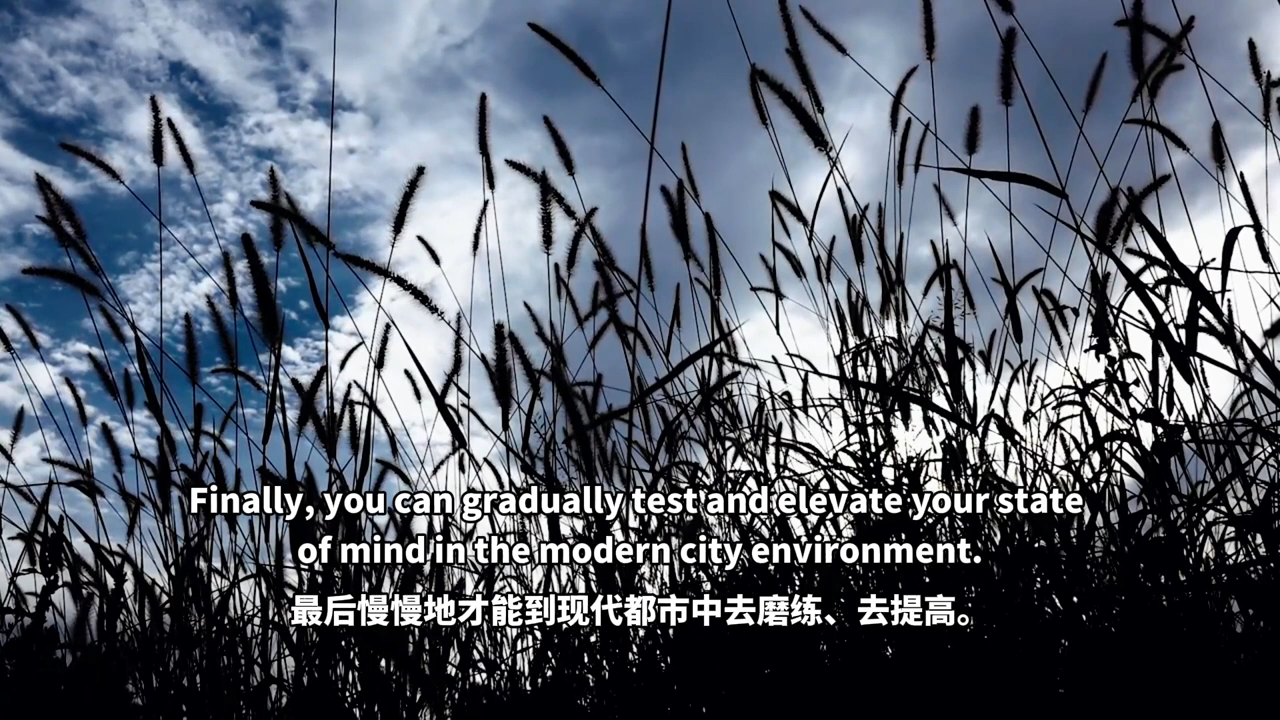 Finally, you can gradually test and elevate your state
of mind in the modern city environment.
最后慢慢地才能到现代都市中去磨练、去提高。